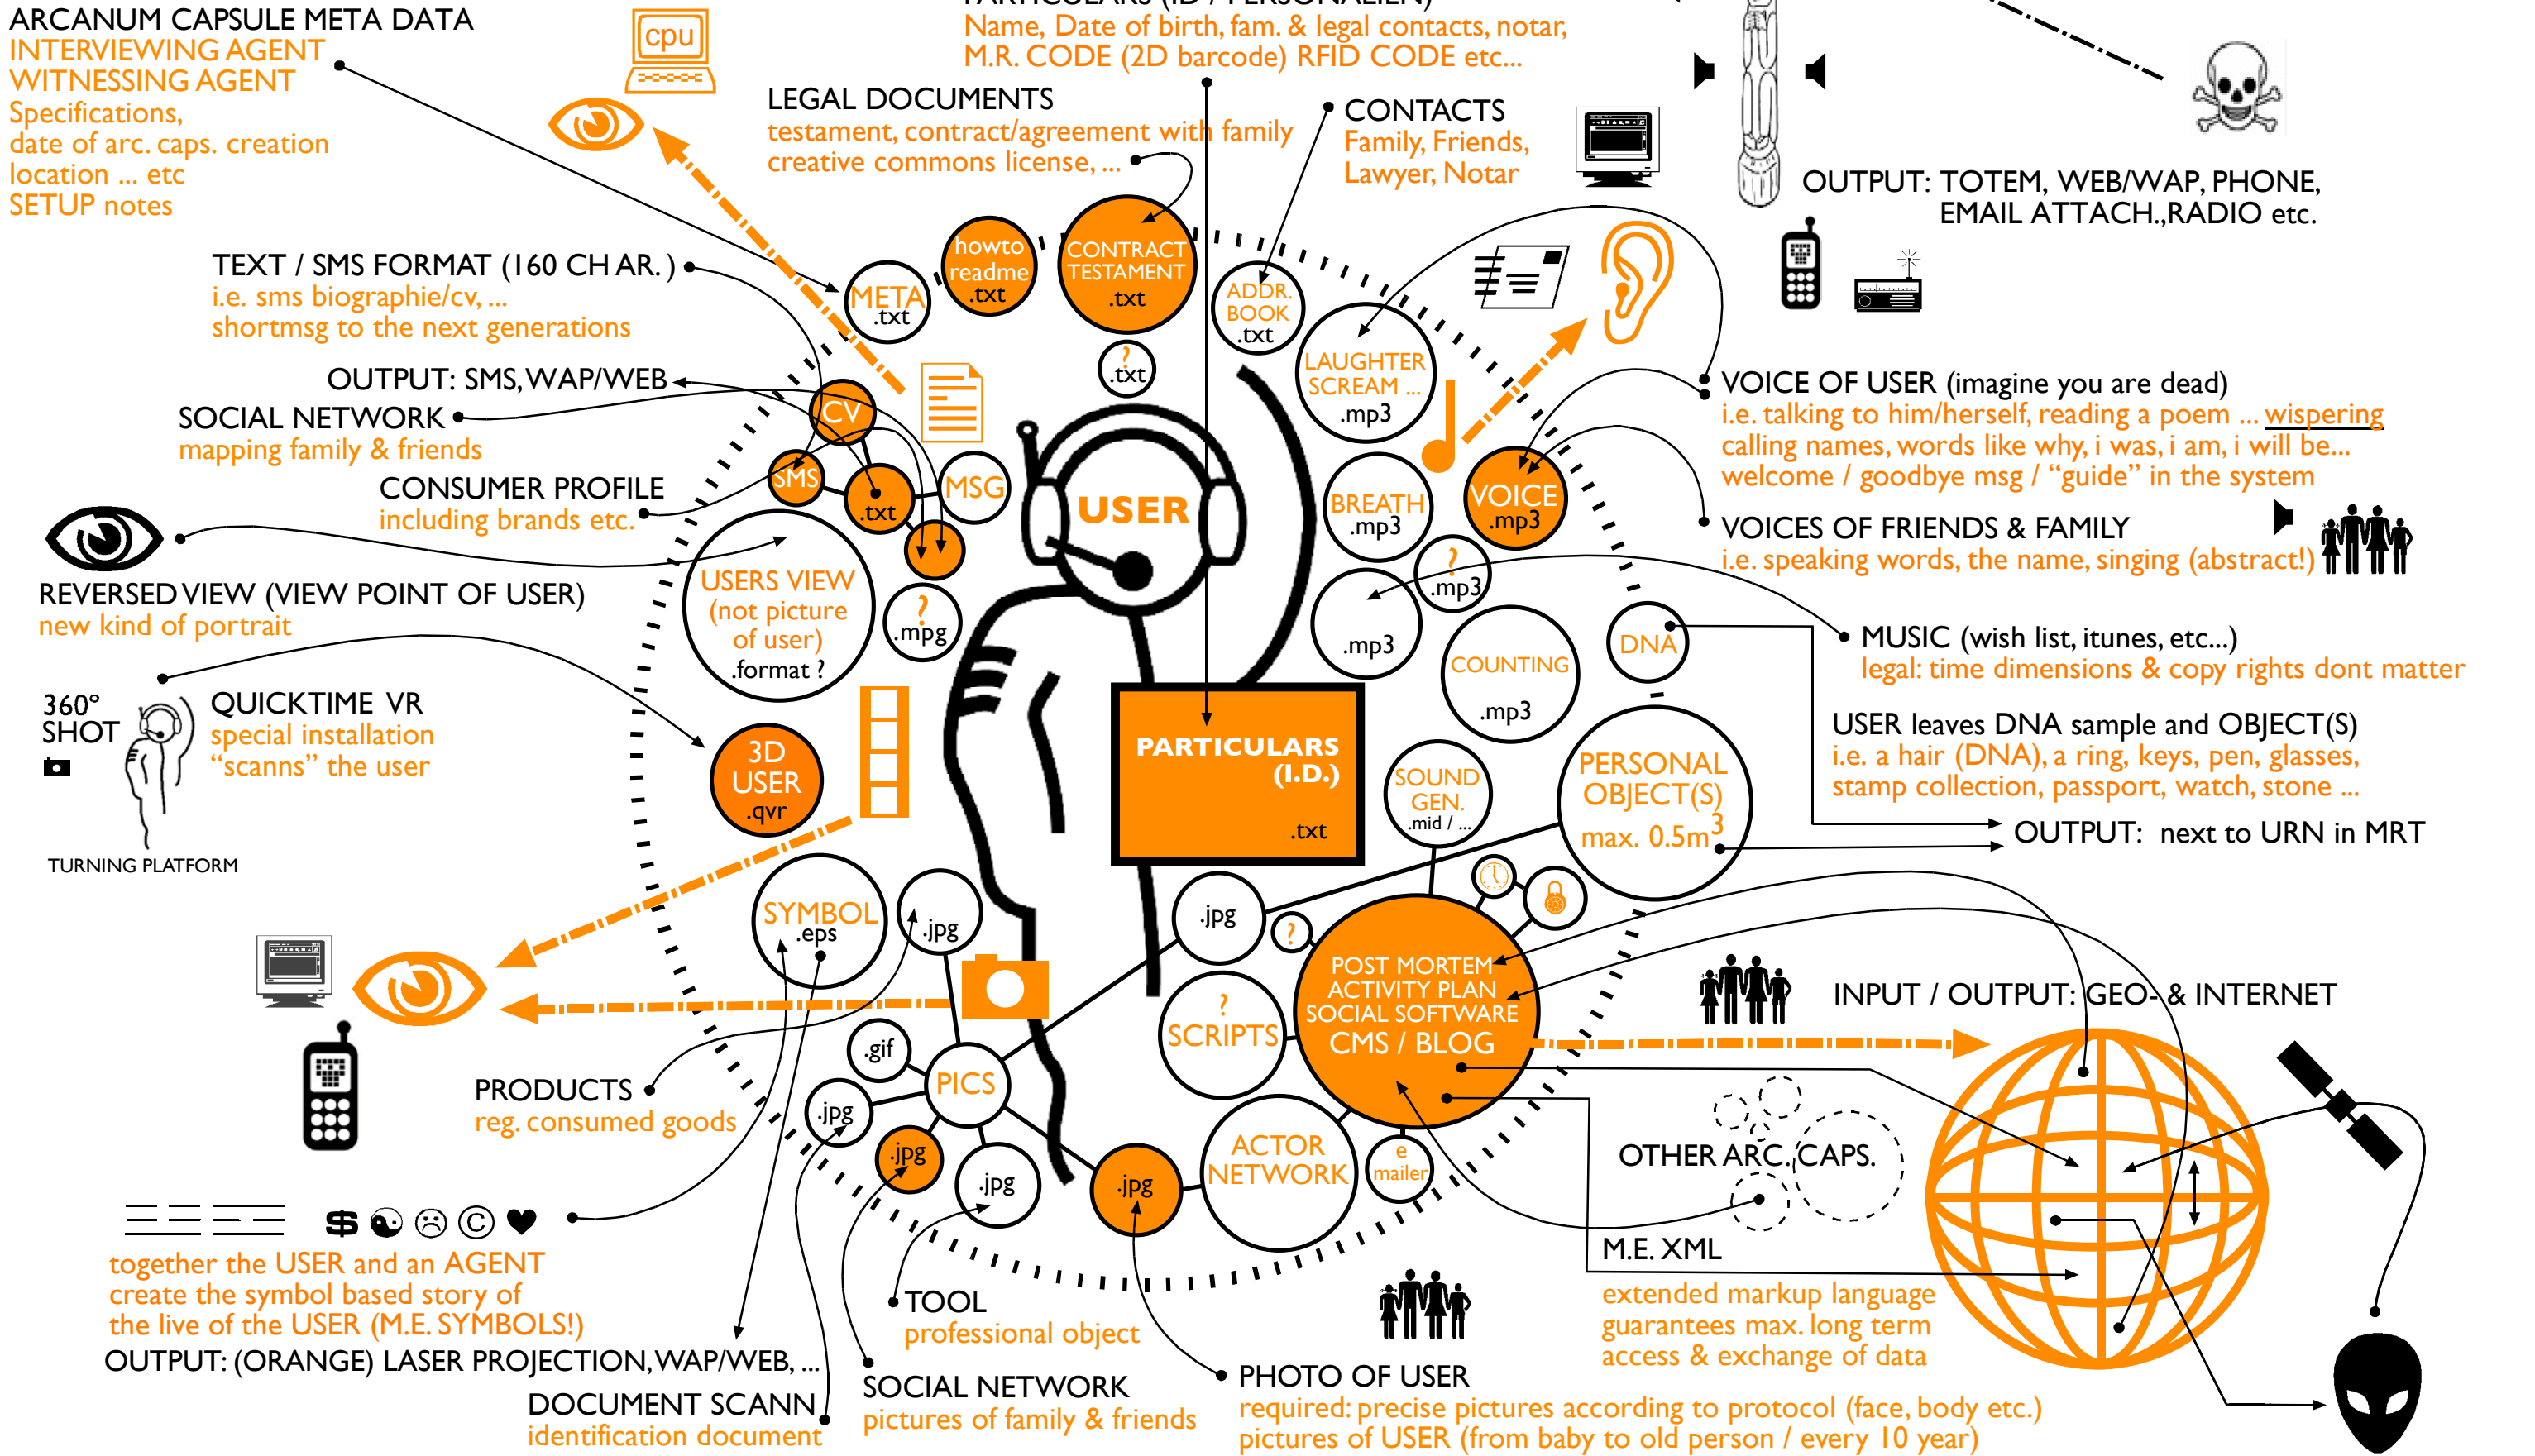 ARCANUM CAPSULE META DATA
INTERVIEWING AGENT
WITNESSING AGENT
Specifications,
date of arc. caps. creation
location ... etc
SETUP notes
cpu
PARTICULARS (ID / PERSONALIEN)
Name, Date of birth, fam. & legal contacts, notar,
M.R. CODE (2D barcode) RFID CODE etc...
LEGAL DOCUMENTS
testament, contract/agreement with family
creative commons license, ...
CONTACTS
Family, Friends,
Lawyer, Notar
OUTPUT: TOTEM, WEB/WAP, PHONE,
EMAIL ATTACH.,RADIO etc.
TEXT / SMS FORMAT (160 CH AR. )
i.e. sms biographie/cv, ...
shortmsg to the next generations
OUTPUT: SMS, WAP/WEB
SOCIAL NETWORK
mapping family & friends
CONSUMER PROFILE
including brands etc.
META
.txt
howto
readme
.txt
CONTRACT
TESTAMENT
.txt
?
.txt
ADDR.
BOOK
.txt
LAUGHTER
SCREAM ...
.mp3
CV
SMS
.txt
MSG
USER
BREATH
.mp3
VOICE
.mp3
?
.mp3
.mp3
COUNTING
.mp3
DNA
VOICE OF USER (imagine you are dead)
i.e. talking to him/herself, reading a poem ... wispering
calling names, words like why, i was, i am, i will be...
welcome / goodbye msg / “guide” in the system
VOICES OF FRIENDS & FAMILY
i.e. speaking words, the name, singing (abstract!)
MUSIC (wish list, itunes, etc...)
legal: time dimensions & copy rights dont matter
USER leaves DNA sample and OBJECT(S)
i.e. a hair (DNA), a ring, keys, pen, glasses,
stamp collection, passport, watch, stone ...
OUTPUT: next to URN in MRT
REVERSED VIEW (VIEW POINT OF USER)
new kind of portrait
USERS VIEW
(not picture
of user)
.format ?
?
.mpg
360º
SHOT
QUICKTIME VR
special installation
“scanns” the user
TURNING PLATFORM
3D
USER
.qvr
PARTICULARS
(I.D.)
.txt
SOUND
GEN.
.mid / ...
PERSONAL
OBJECT(S)
max. 0.5m3
SYMBOL
.eps
.jpg
.jpg
?
POST MORTEM
ACTIVITY PLAN
SOCIAL SOFTWARE
CMS / BLOG
?
SCRIPTS
INPUT / OUTPUT: GEO- & INTERNET
.gif
PICS
.jpg
.jpg
.jpg
.jpg
ACTOR
NETWORK
e
mailer
PRODUCTS
reg. consumed goods
OTHER ARC. CAPS.
M.E. XML
extended markup language
guarantees max. long term
access & exchange of data
$ ©
together the USER and an AGENT
create the symbol based story of
the live of the USER (M.E. SYMBOLS!)
OUTPUT: (ORANGE) LASER PROJECTION, WAP/WEB, ...
DOCUMENT SCANN
identification document
TOOL
professional object
SOCIAL NETWORK
pictures of family & friends
PHOTO OF USER
required: precise pictures according to protocol (face, body etc.)
pictures of USER (from baby to old person / every 10 year)